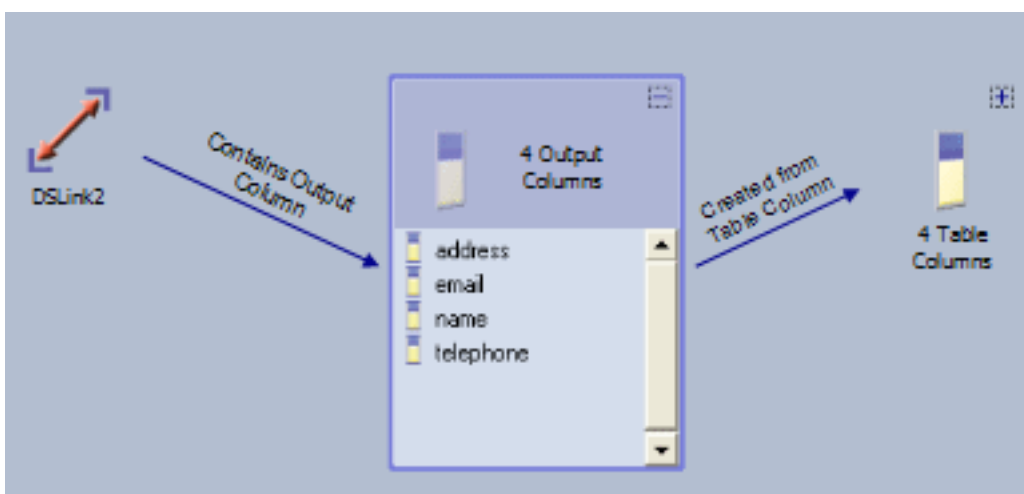 DSLink2
Contains Output
Column
4 Output
Columns
address
email
name
telephone
Created from
Table Column
4 Table
Columns